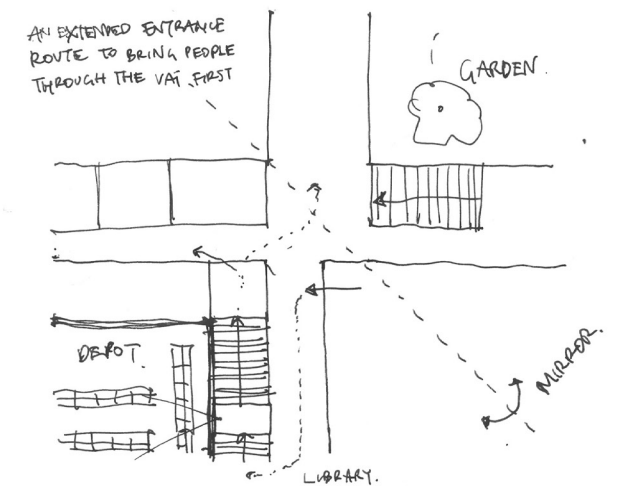 AN EXTENDED ENTRANCE
ROUTE TO BRING PEOPLE
THROUGH THE VAI FIRST
GARDEN.
DEPOT.
MIRROR.
LIBRARY.